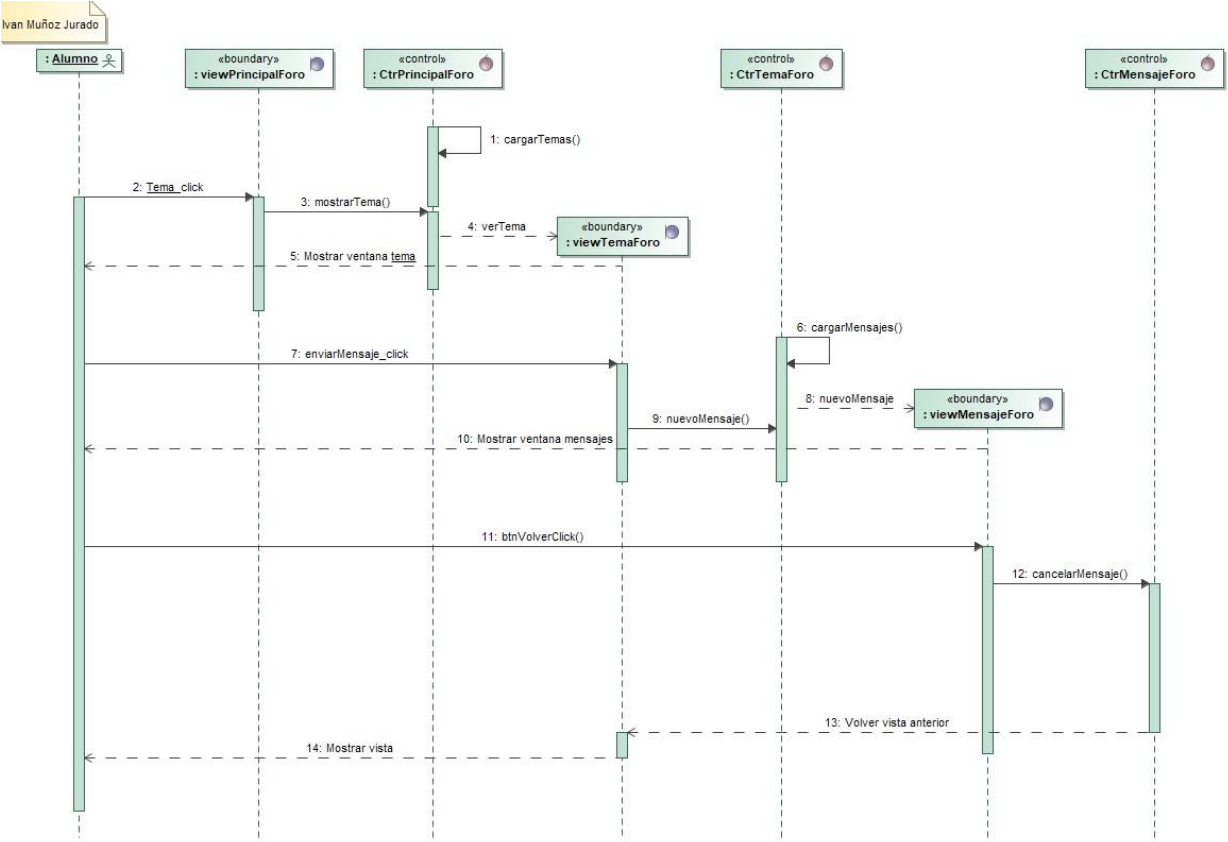 Ivan Muñoz Jurado
: Alumno
«boundary»
: viewPrincipalForo
«control»
: CtrPrincipalForo
«control»
: CtrTemaForo
«control»
: CtrMensajeForo
1: cargarTemas()
2: Tema_click
3: mostrarTema()
4: verTema
«boundary»
: viewTemaForo
5: Mostrar ventana tema
6: cargarMensajes()
7: enviarMensaje_click
8: nuevoMensaje
«boundary»
: viewMensajeForo
9: nuevoMensaje()
10: Mostrar ventana mensajes
11: btnVolverClick()
12: cancelarMensaje()
13: Volver vista anterior
14: Mostrar vista